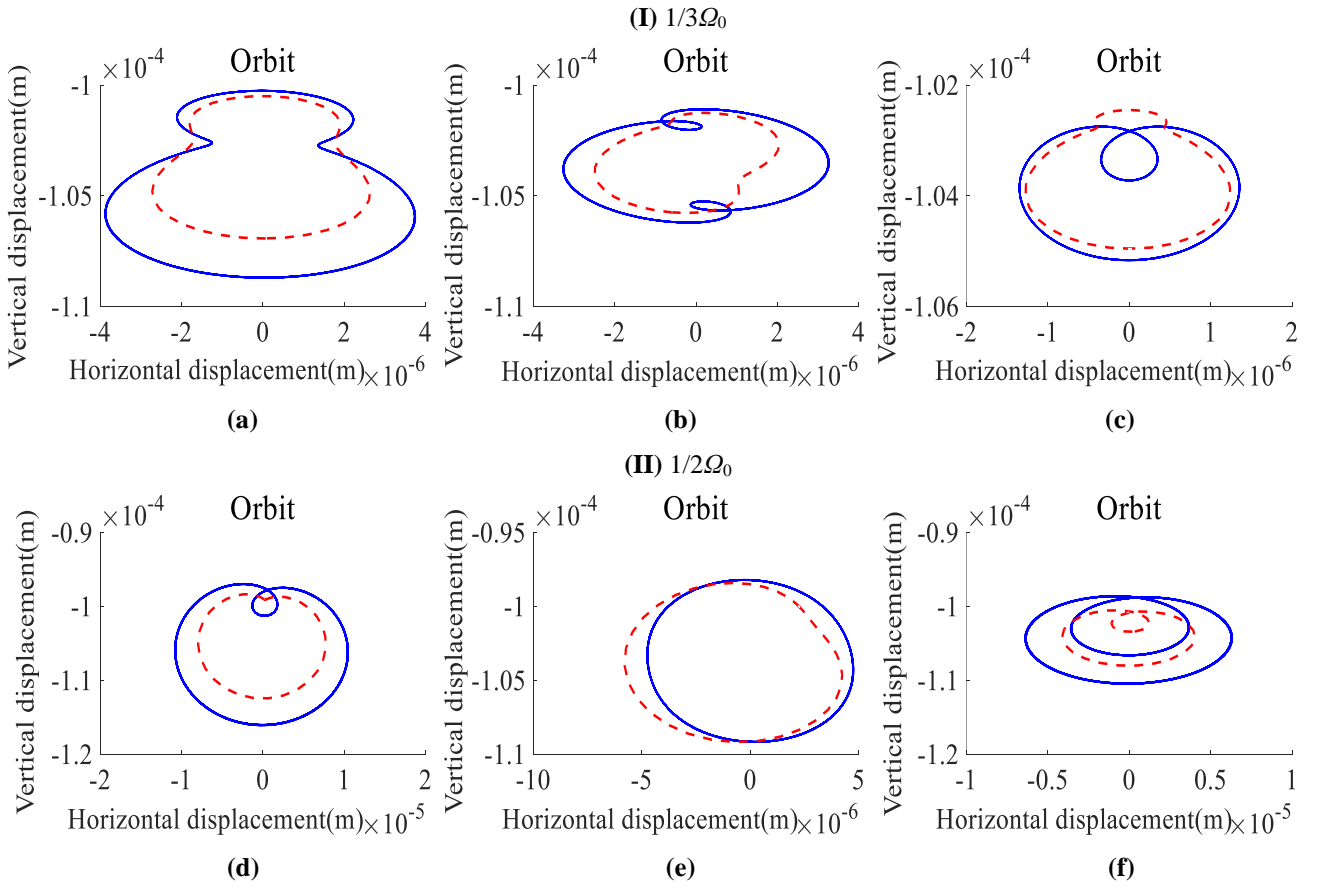 (I) 1/3Ω₀
×10⁻⁴ Orbit
Vertical displacement(m)
-1
-1.05
-1.1
-4 -2 0 2 4
Horizontal displacement(m) ×10⁻⁶
(a)
×10⁻⁴ Orbit
Vertical displacement(m)
-1
-1.05
-1.1
-4 -2 0 2 4
Horizontal displacement(m) ×10⁻⁶
(b)
×10⁻⁴ Orbit
Vertical displacement(m)
-1.02
-1.04
-1.06
-2 -1 0 1 2
Horizontal displacement(m) ×10⁻⁶
(c)
(II) 1/2Ω₀
×10⁻⁴ Orbit
Vertical displacement(m)
-0.9
-1
-1.1
-1.2
-2 -1 0 1 2
Horizontal displacement(m) ×10⁻⁵
(d)
×10⁻⁴ Orbit
Vertical displacement(m)
-0.95
-1
-1.05
-1.1
-10 -5 0 5
Horizontal displacement(m) ×10⁻⁶
(e)
×10⁻⁴ Orbit
Vertical displacement(m)
-0.9
-1
-1.1
-1.2
-1 -0.5 0 0.5 1
Horizontal displacement(m) ×10⁻⁵
(f)